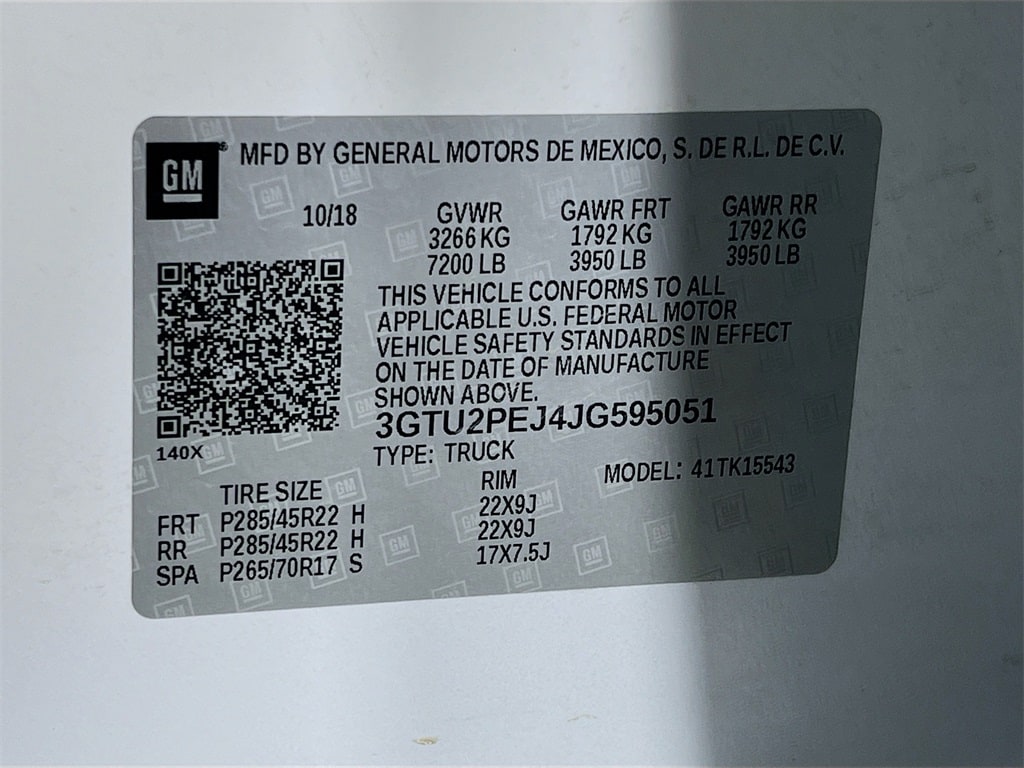 GM® MFD BY GENERAL MOTORS DE MEXICO, S. DE R.L. DE C.V.
10/18 GVWR GAWR FRT GAWR RR
3266 KG 1792 KG 1792 KG
7200 LB 3950 LB 3950 LB
THIS VEHICLE CONFORMS TO ALL
APPLICABLE U.S. FEDERAL MOTOR
VEHICLE SAFETY STANDARDS IN EFFECT
ON THE DATE OF MANUFACTURE
SHOWN ABOVE.
3GTU2PEJ4JG595051
140X
TYPE: TRUCK MODEL: 41TK15543
TIRE SIZE RIM
FRT P285/45R22 H 22X9J
RR P285/45R22 H 22X9J
SPA P265/70R17 S 17X7.5J